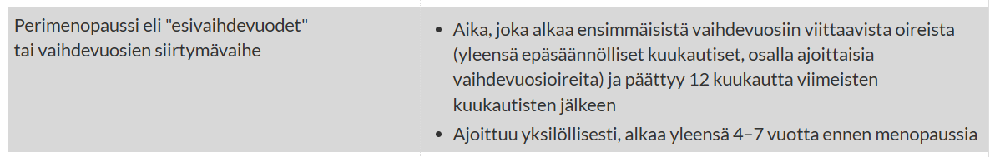 Perimenopaussi eli "esivaihdevuodet"
tai vaihdevuosien siirtymävaihe
• Aika, joka alkaa ensimmäisistä vaihdevuosiin viittaavista oireista
(yleensä epäsäännölliset kuukautiset, osalla ajoittaisia
vaihdevuosioireita) ja päättyy 12 kuukautta viimeisten
kuukautisten jälkeen
• Ajoittuu yksilöllisesti, alkaa yleensä 4–7 vuotta ennen menopaussia